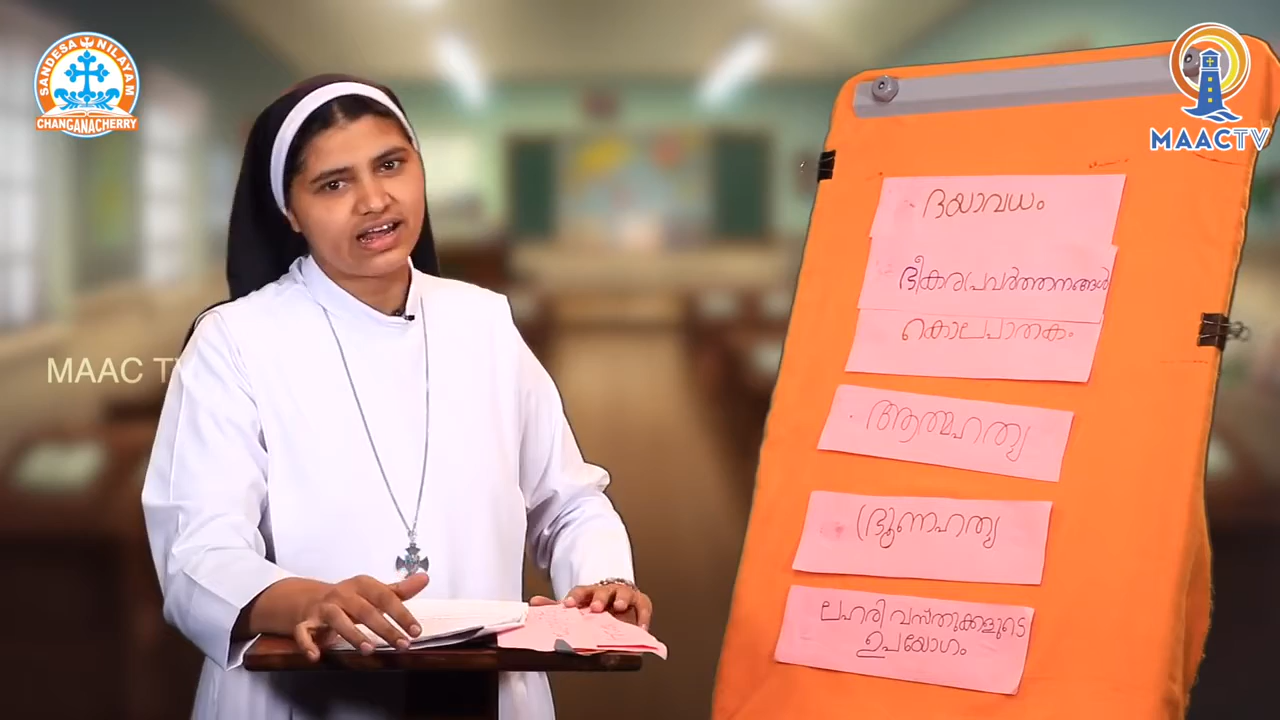 SANDESA NILAYAM
CHANGANACHERRY
MAAC TV
MAAC TV
ദയാവധം
ഭീകരപ്രവർത്തനങ്ങൾ
കൊലപാതകം
ആത്മഹത്യ
ഭ്രൂണഹത്യ
ലഹരി വസ്തുക്കളുടെ
ഉപയോഗം